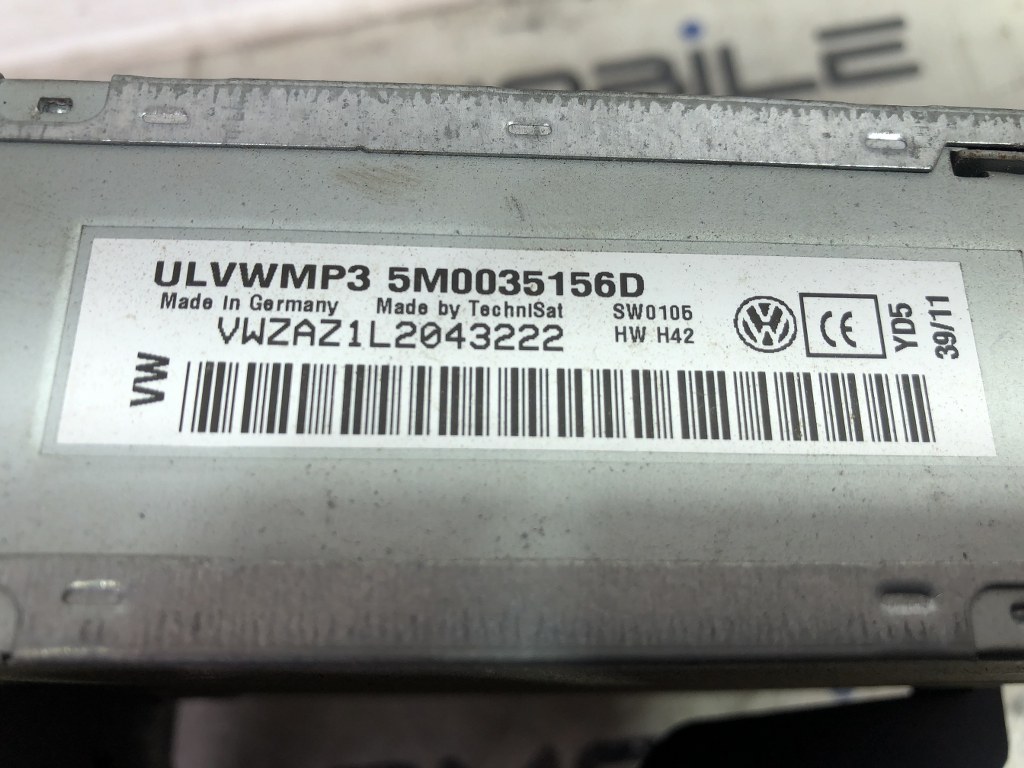 ULVWMP3 5M0035156D
Made in Germany Made by TechniSat SW0105
VWZAZ1L2043222 HW H42
VW
CE
YD5
39/11